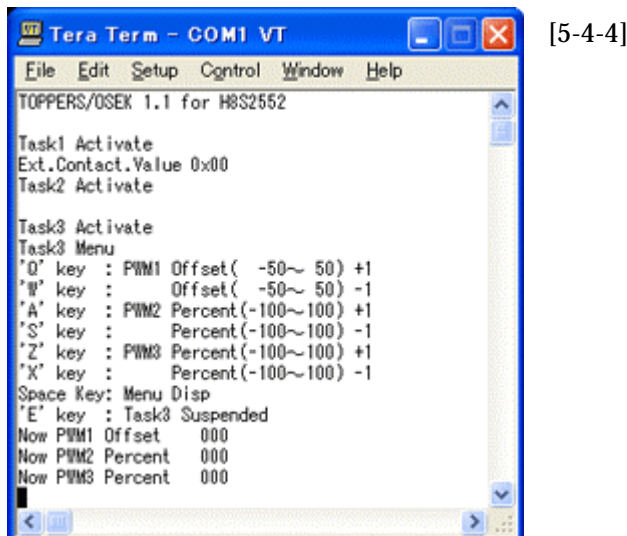 Tera Term - COM1 VT
[5-4-4]
File Edit Setup Control Window Help
TOPPERS/OSEK 1.1 for H8S2552
Task1 Activate
Ext.Contact.Value 0x00
Task2 Activate
Task3 Activate
Task3 Menu
'Q' key : PWM1 Offset( -50～ 50) +1
'W' key : Offset( -50～ 50) -1
'A' key : PWM2 Percent(-100～100) +1
'S' key : Percent(-100～100) -1
'Z' key : PWM3 Percent(-100～100) +1
'X' key : Percent(-100～100) -1
Space Key: Menu Disp
'E' key : Task3 Suspended
Now PWM1 Offset 000
Now PWM2 Percent 000
Now PWM3 Percent 000